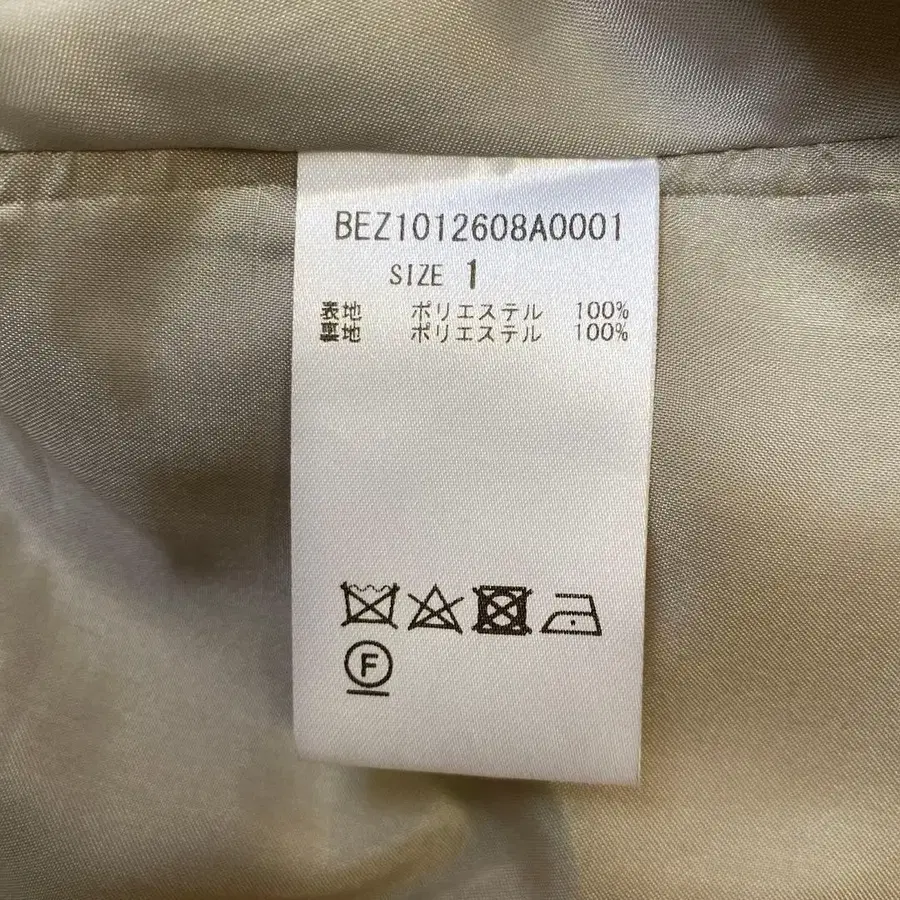 BEZ1012608A0001
SIZE 1
表地 ポリエステル 100%
裏地 ポリエステル 100%
F